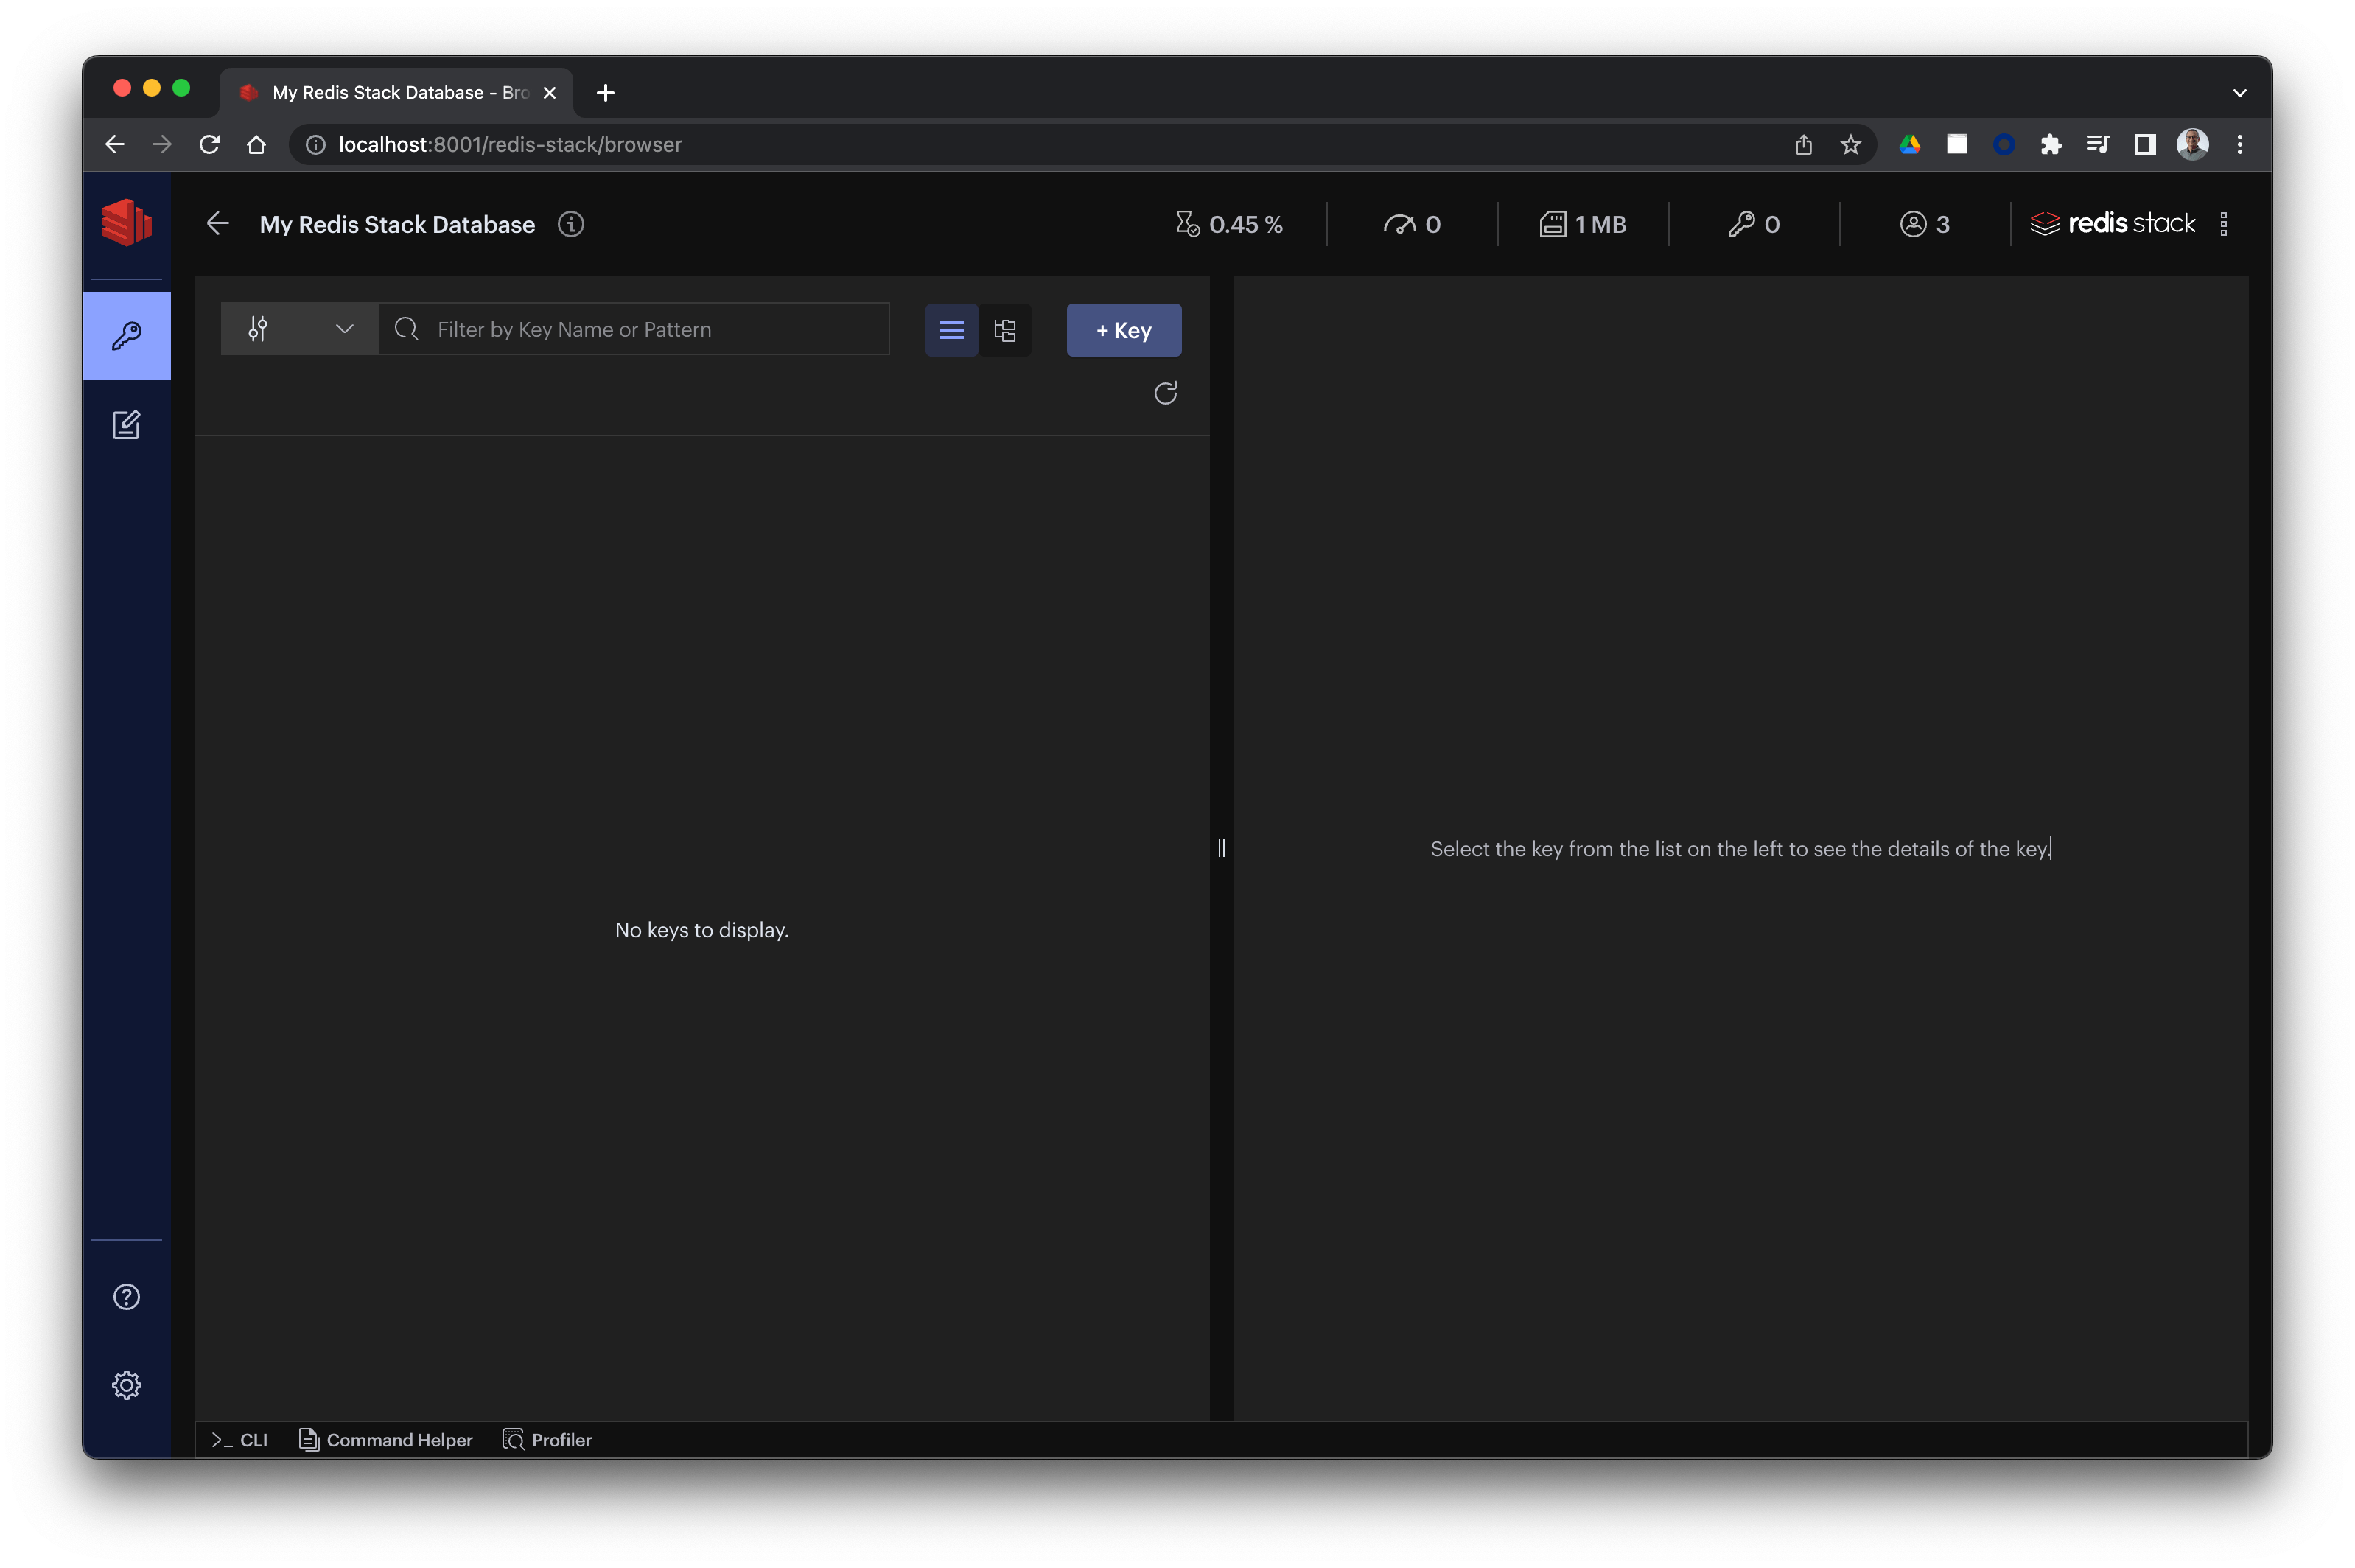 My Redis Stack Database - Bro
localhost:8001/redis-stack/browser
My Redis Stack Database
0.45 %
0
1 MB
0
3
redis stack
Filter by Key Name or Pattern
+ Key
No keys to display.
Select the key from the list on the left to see the details of the key.
CLI
Command Helper
Profiler